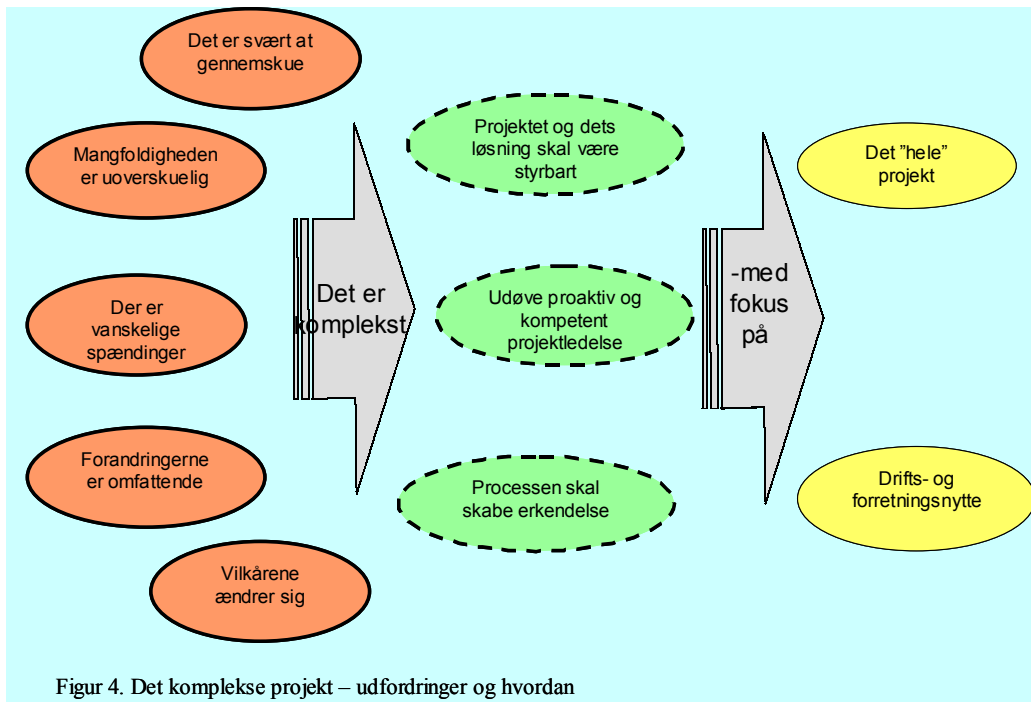 Det er svært at
gennemskue
Mangfoldigheden
er uoverskuelig
Der er
vanskelige
spændinger
Forandringerne
er omfattende
Vilkårene
ændrer sig
Det er
komplekst
Projektet og dets
løsning skal være
styrbart
Udøve proaktiv og
kompetent
projektledelse
Processen skal
skabe erkendelse
-med
fokus
på
Det ”hele”
projekt
Drifts- og
forretningsnytte
Figur 4. Det komplekse projekt – udfordringer og hvordan